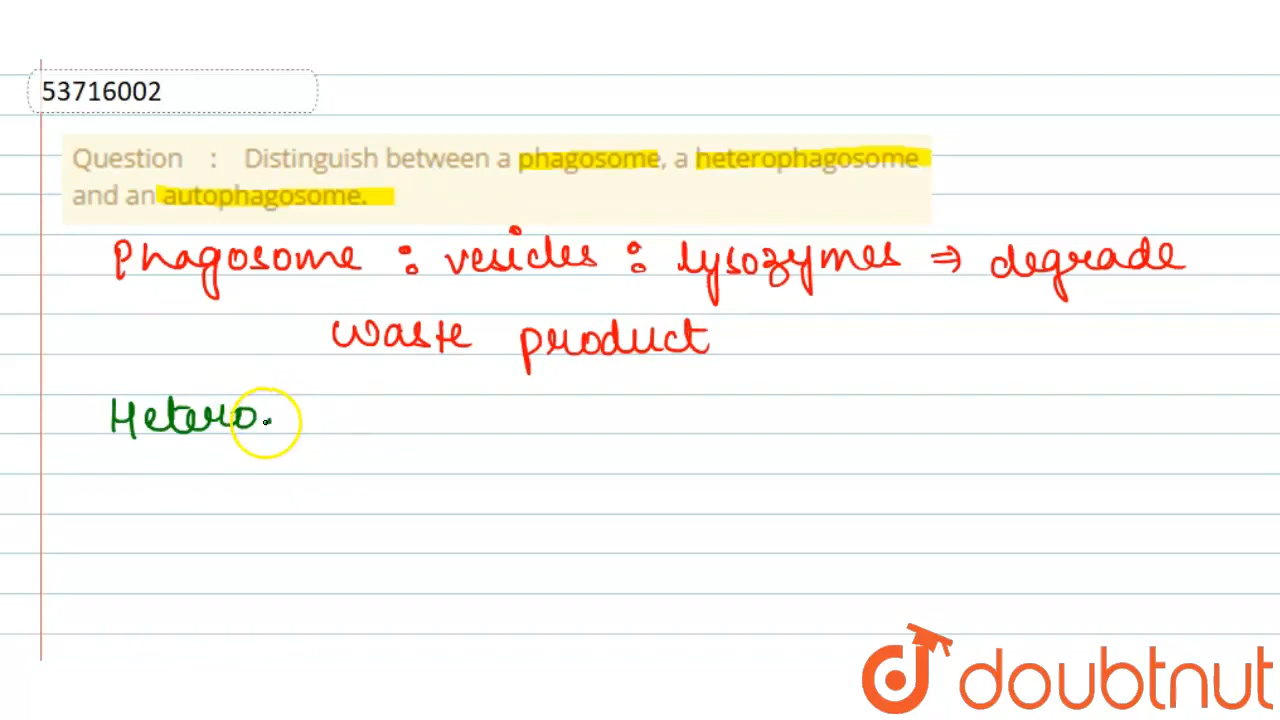 53716002
Question : Distinguish between a phagosome, a heterophagosome
and an autophagosome.
Phagosome : vesicles : lysozymes ⇒ degrade
waste product
Hetero.
doubtnut